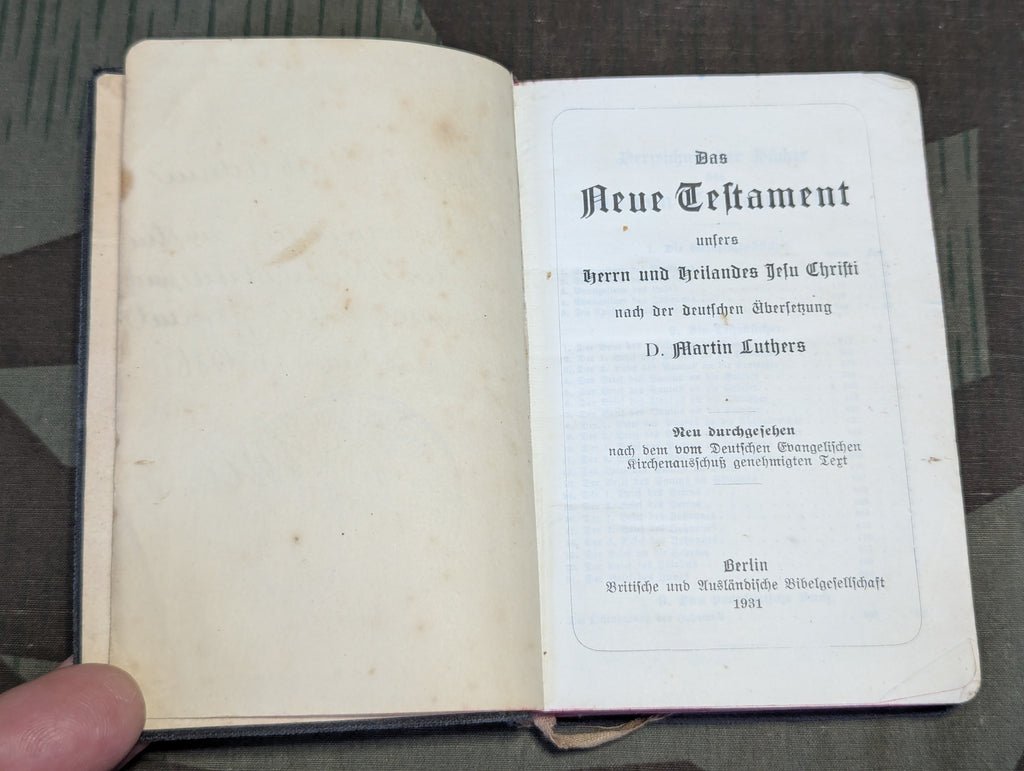 Das
Neue Testament
unsers
Herrn und Heilandes Jesu Christi
nach der deutschen Übersetzung
D. Martin Luthers
Neu durchgesehen
nach dem vom Deutschen Evangelischen
Kirchenausschuß genehmigten Text
Berlin
Britische und Ausländische Bibelgesellschaft
1931